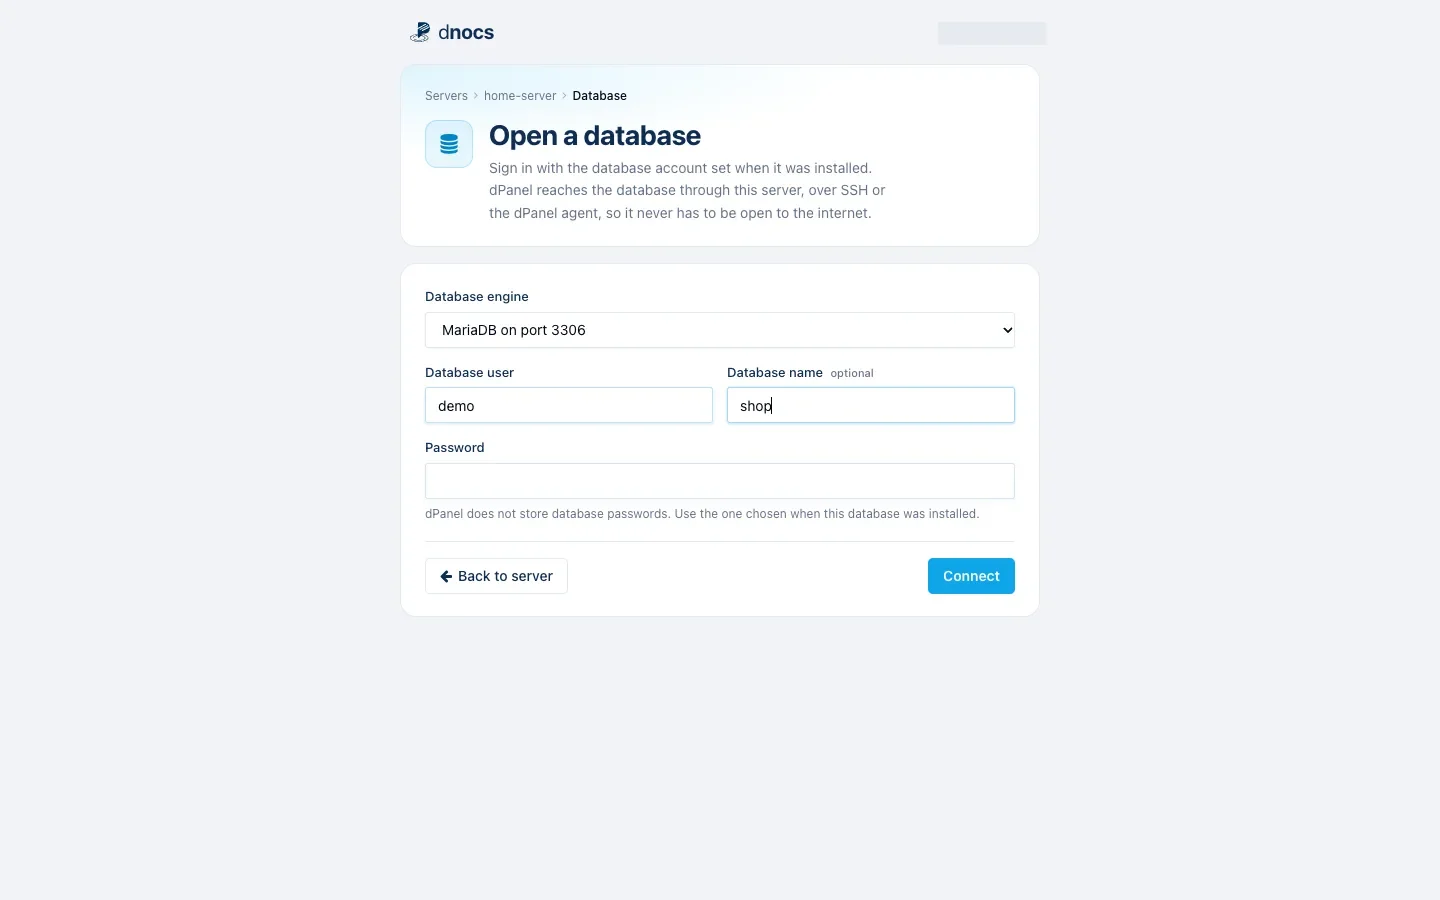 dnocs
Servers > home-server > Database
Open a database
Sign in with the database account set when it was installed.
dPanel reaches the database through this server, over SSH or
the dPanel agent, so it never has to be open to the internet.
Database engine
MariaDB on port 3306
Database user
Database name optional
demo
shop
Password
dPanel does not store database passwords. Use the one chosen when this database was installed.
Back to server
Connect